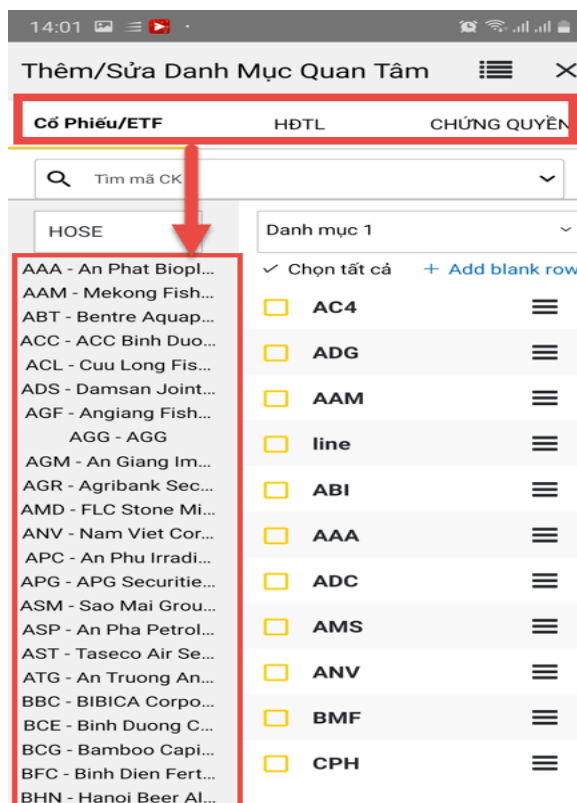 14:01
Thêm/Sửa Danh Mục Quan Tâm
Cổ Phiếu/ETF HĐTL CHỨNG QUYỀN
Tìm mã CK
HOSE
AAA - An Phat Biopl...
AAM - Mekong Fish...
ABT - Bentre Aquap...
ACC - ACC Binh Duo...
ACL - Cuu Long Fis...
ADS - Damsan Joint...
AGF - Angiang Fish...
AGG - AGG
AGM - An Giang Im...
AGR - Agribank Sec...
AMD - FLC Stone Mi...
ANV - Nam Viet Cor...
APC - An Phu Irradi...
APG - APG Securitie...
ASM - Sao Mai Grou...
ASP - An Pha Petrol...
AST - Taseco Air Se...
ATG - An Truong An...
BBC - BIBICA Corpo...
BCE - Binh Duong C...
BCG - Bamboo Capi...
BFC - Binh Dien Fert...
BHN - Hanoi Beer Al...
Danh mục 1
Chọn tất cả + Add blank row
AC4
ADG
AAM
line
ABI
AAA
ADC
AMS
ANV
BMF
CPH